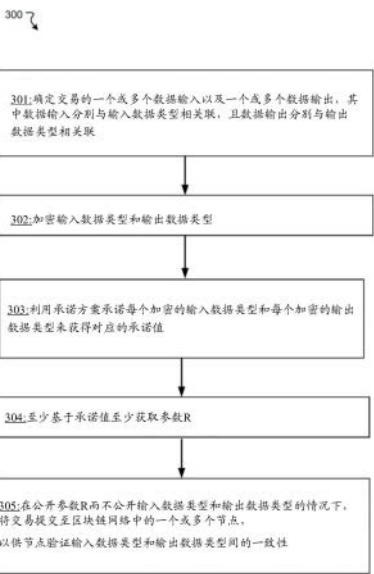 300
301:确定交易的一个或多个数据输入以及一个或多个数据输出，其
中数据输入分别与输入数据类型相关联，且数据输出分别与输出
数据类型相关联
302:加密输入数据类型和输出数据类型
303:利用承诺方案承诺每个加密的输入数据类型和每个加密的输出
数据类型来获得对应的承诺值
304:至少基于承诺值至少获取参数R
305:在公开参数R而不公开输入数据类型和输出数据类型的情况下，
将交易提交至区块链网络中的一个或多个节点，
以供节点验证输入数据类型和输出数据类型间的一致性